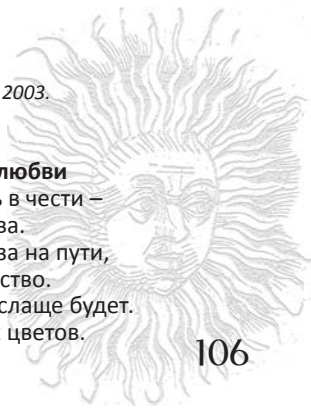 2003.
любви
в чести –
ва.
ва на пути,
ство.
слаще будет.
цветов.
106